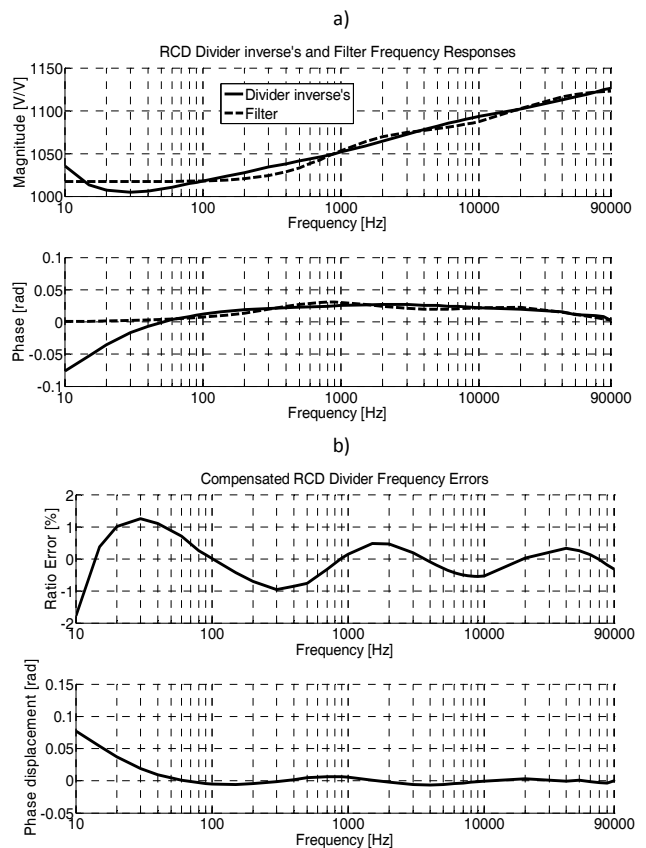 a)
RCD Divider inverse's and Filter Frequency Responses
1150
1100
1050
1000
Magnitude [V/V]
Divider inverse's
Filter
10 100 1000 10000 90000
Frequency [Hz]
0.1
0.05
0
-0.05
-0.1
Phase [rad]
10 100 1000 10000 90000
Frequency [Hz]
b)
Compensated RCD Divider Frequency Errors
2
1
0
-1
-2
Ratio Error [%]
10 100 1000 10000 90000
Frequency [Hz]
0.15
0.1
0.05
0
-0.05
Phase displacement [rad]
10 100 1000 10000 90000
Frequency [Hz]